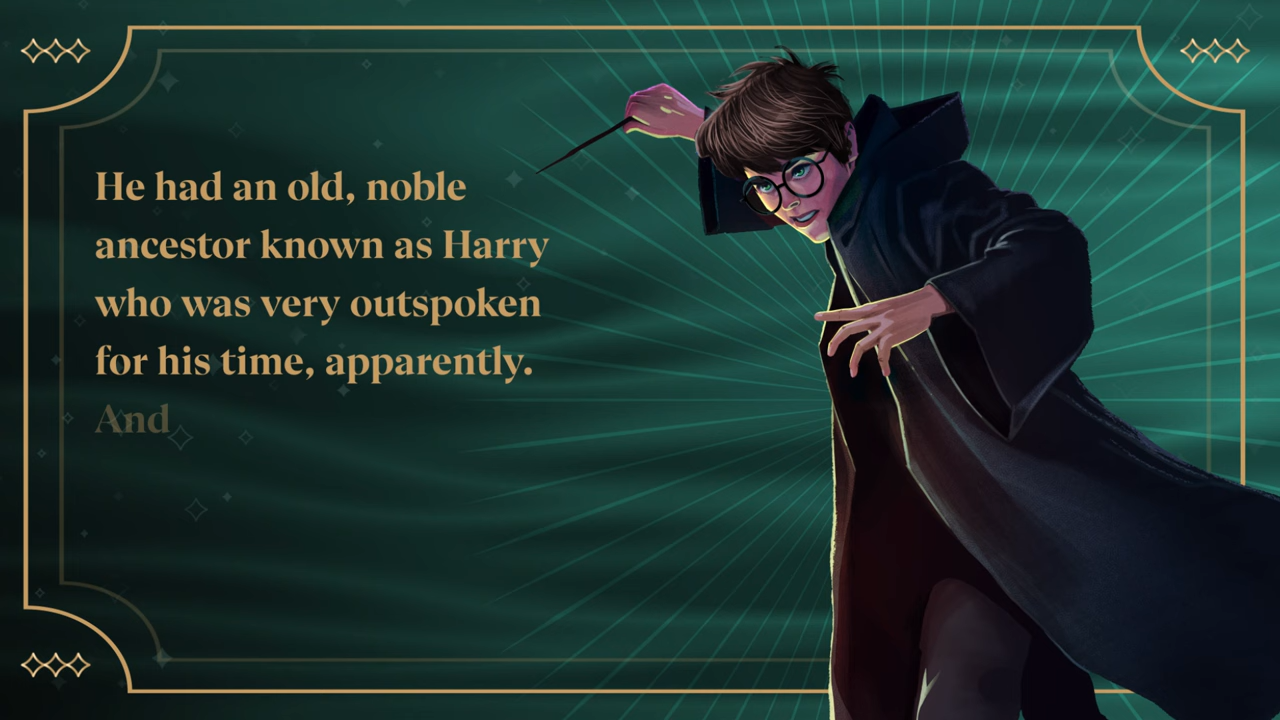 He had an old, noble
ancestor known as Harry
who was very outspoken
for his time, apparently.
And